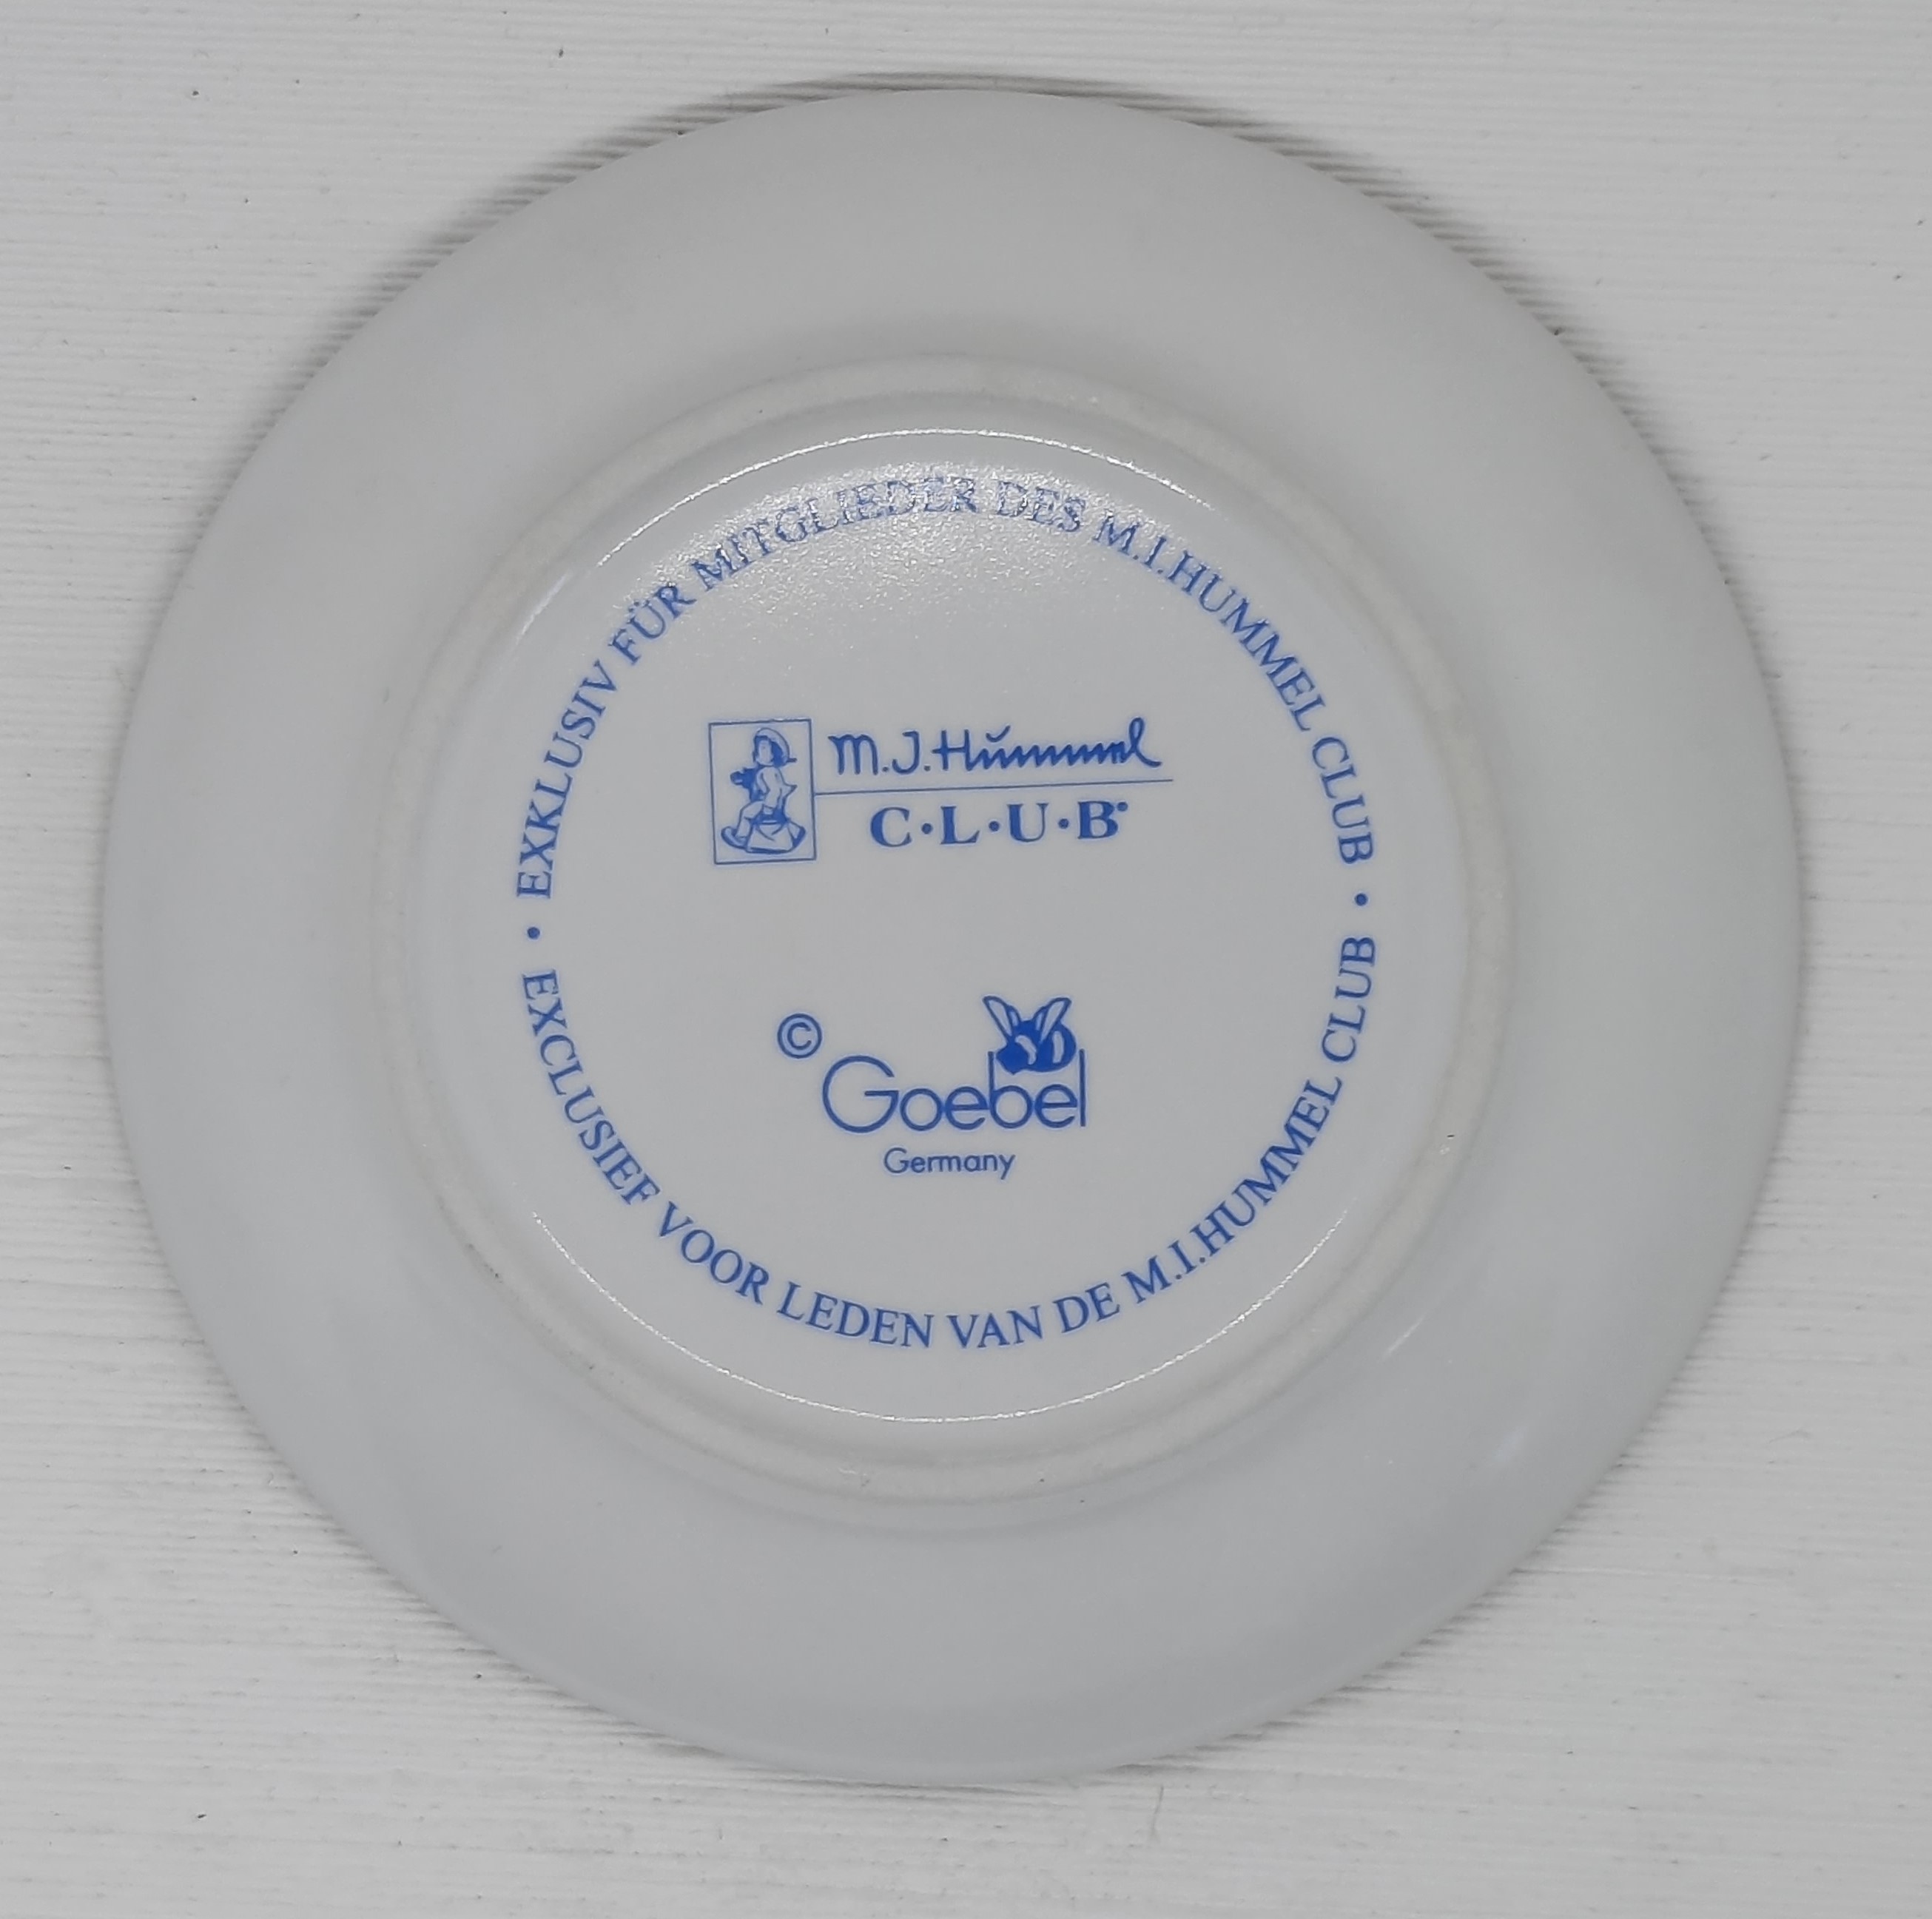 • EXKLUSIV FÜR MITGLIEDER DES M.I.HUMMEL CLUB •
M.J.Hummel
C·L·U·B®
© Goebel
Germany
EXCLUSIEF VOOR LEDEN VAN DE M.I.HUMMEL CLUB